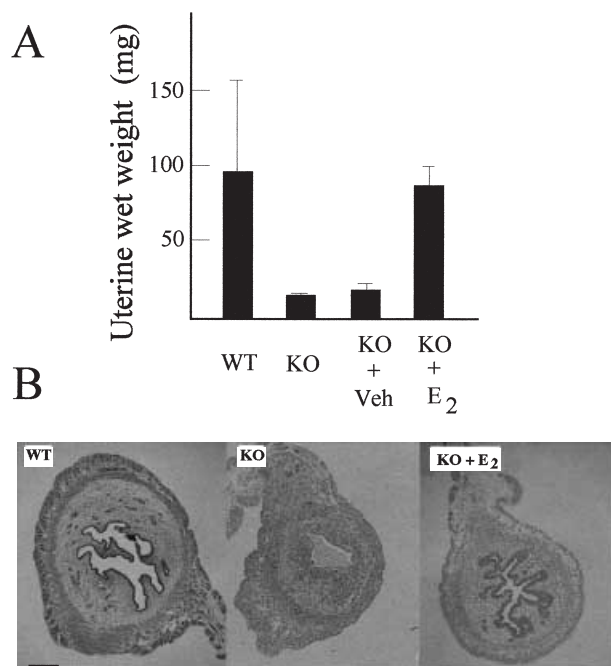 A
Uterine wet weight (mg)
150
100
50
WT
KO
KO
+
Veh
KO
+
E2
B
WT
KO
KO + E2